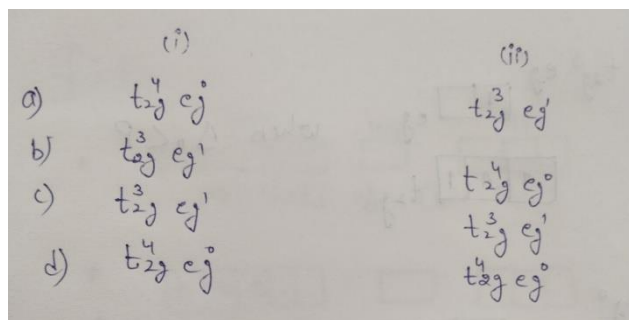 (i) (ii)
a) t₂g⁴ eg⁰ t₂g³ eg¹
b) t₂g³ eg¹ t₂g⁴ eg⁰
c) t₂g³ eg¹ t₂g³ eg¹
d) t₂g⁴ eg⁰ t₂g⁴ eg⁰